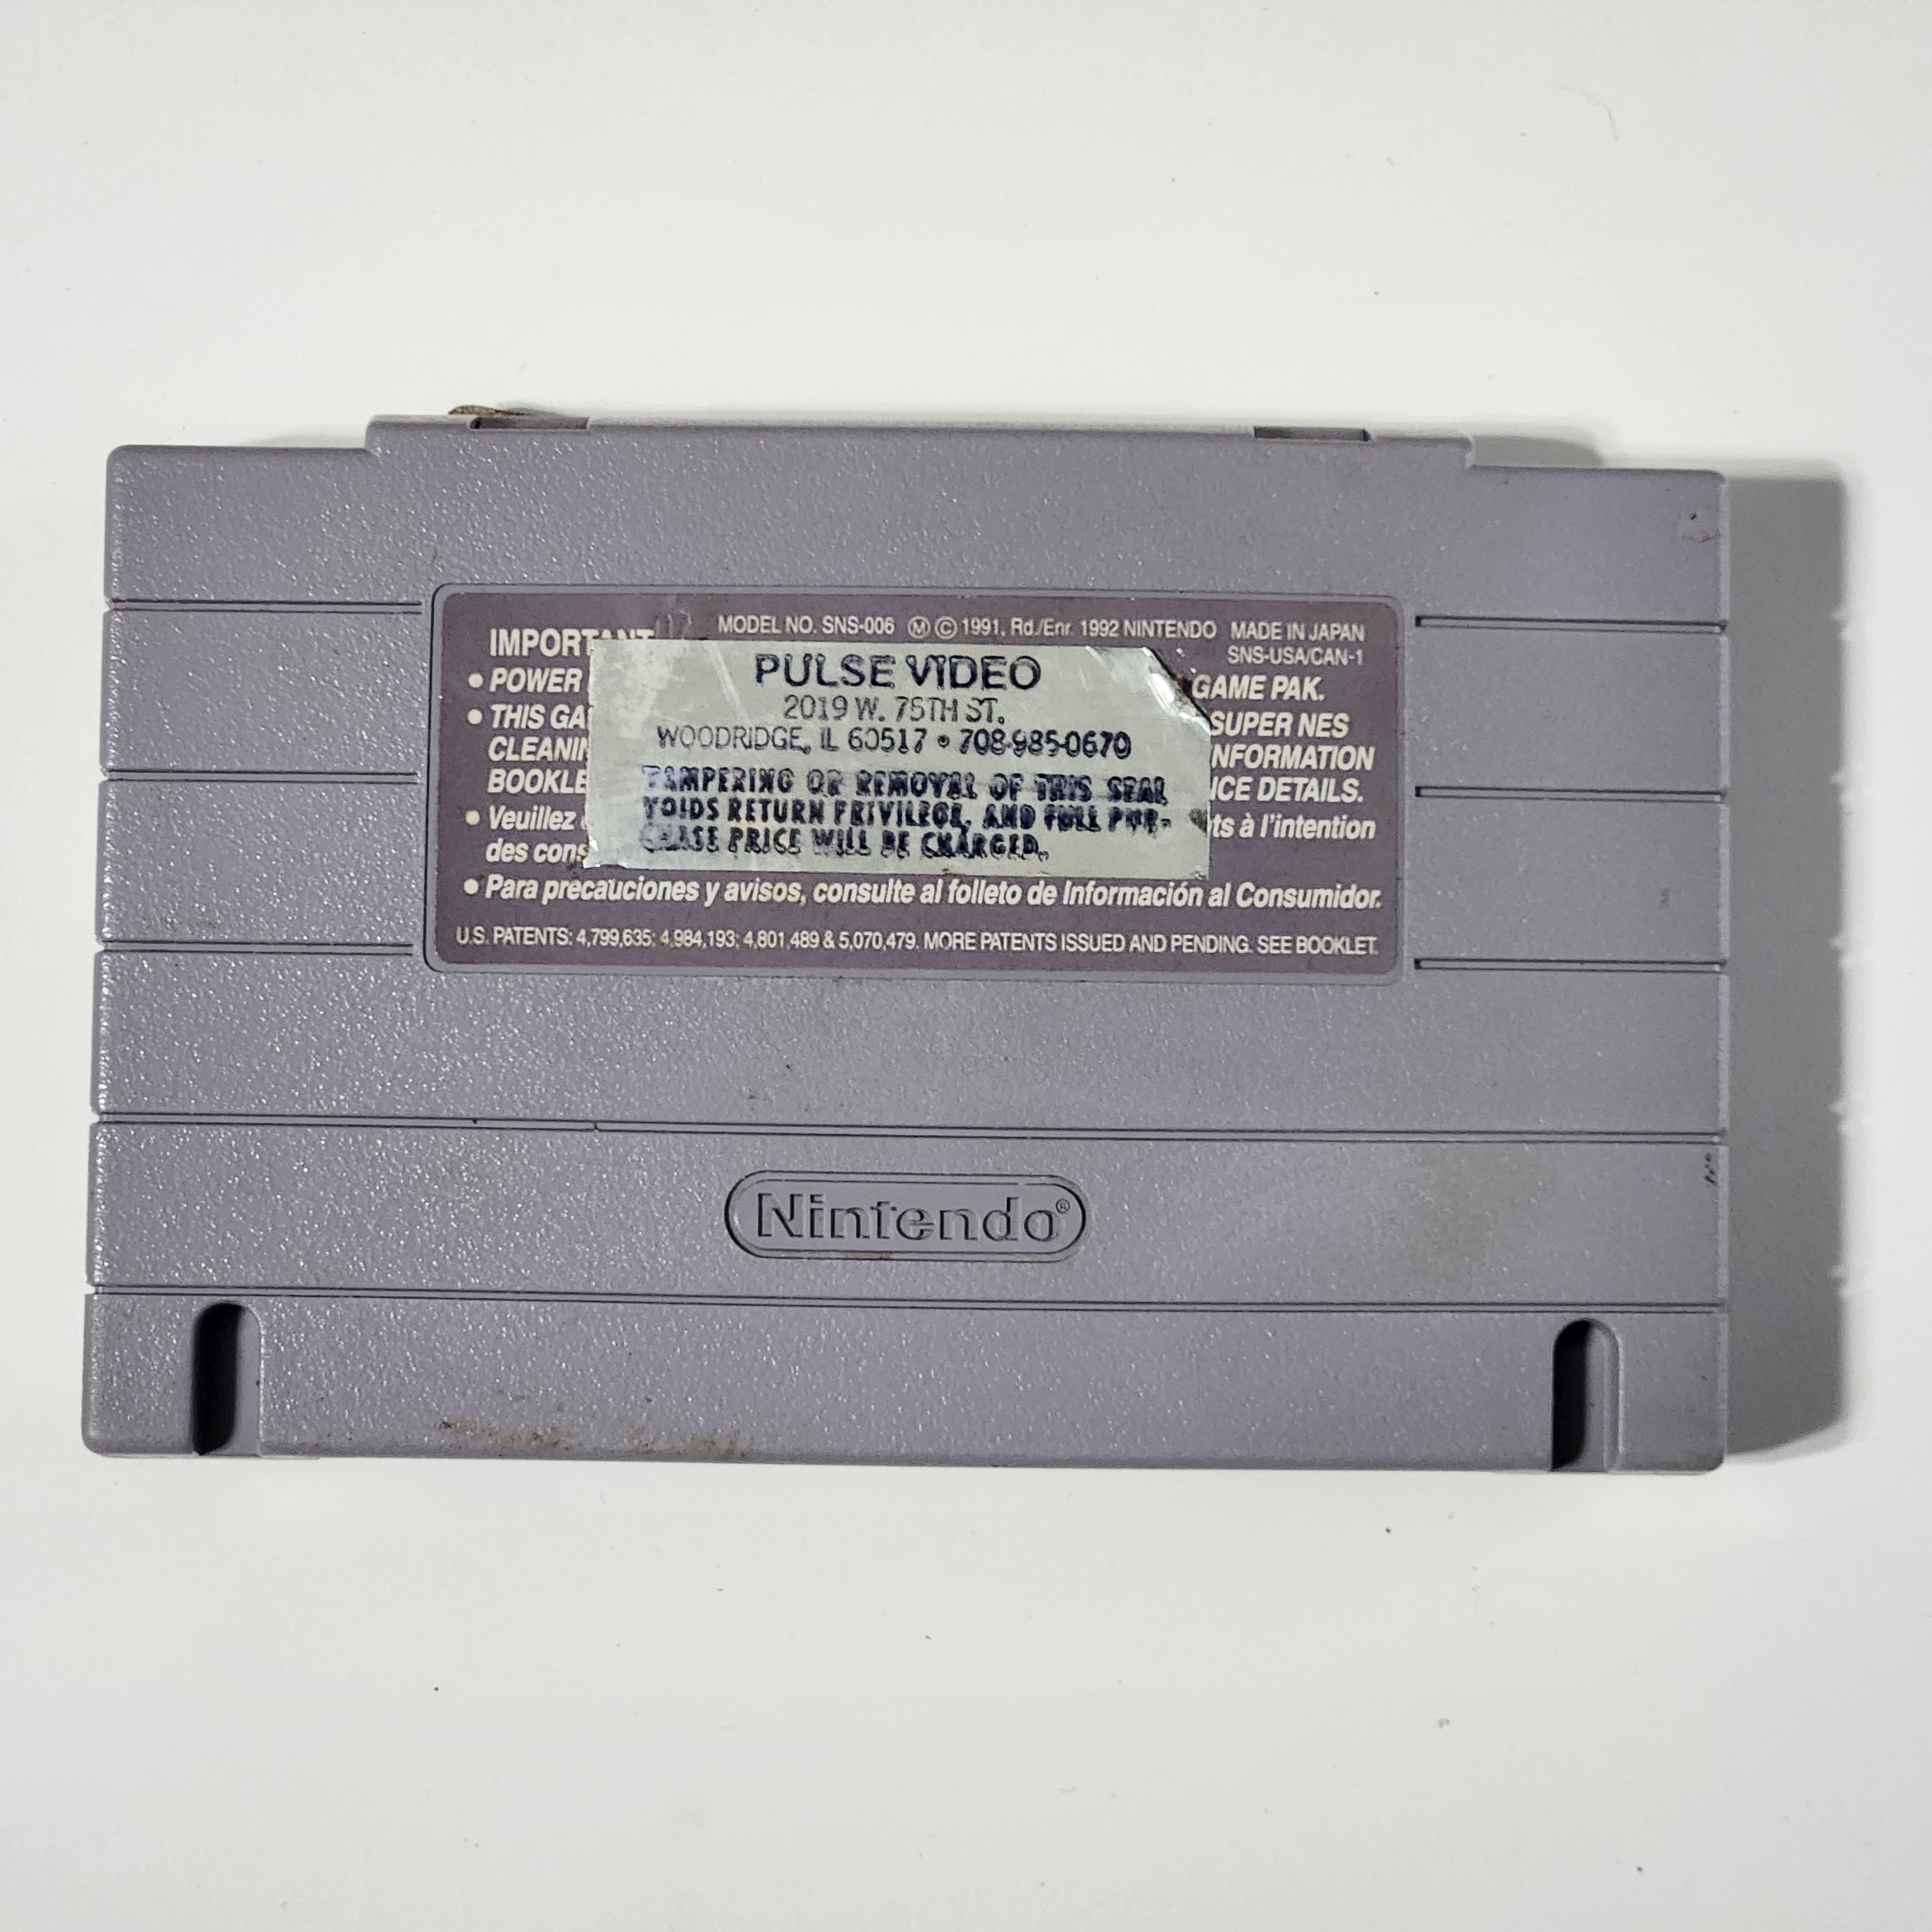 IMPORTANT MODEL NO. SNS-006 Ⓜ © 1991, Rd./Enr. 1992 NINTENDO MADE IN JAPAN
SNS-USA/CAN-1
• POWER GAME PAK.
• THIS GA SUPER NES
CLEANIN INFORMATION
BOOKLE CE DETAILS.
• Veuillez ts à l'intention
des cons
• Para precauciones y avisos, consulte al folleto de Información al Consumidor.
U.S. PATENTS: 4,799,635; 4,984,193; 4,801,489 & 5,070,479. MORE PATENTS ISSUED AND PENDING. SEE BOOKLET.
PULSE VIDEO
2019 W. 75TH ST.
WOODRIDGE, IL 60517 • 708-985-0670
TAMPERING OR REMOVAL OF THIS SEAL
VOIDS RETURN PRIVILEGE, AND FULL PUR-
CHASE PRICE WILL BE CHARGED.
Nintendo®